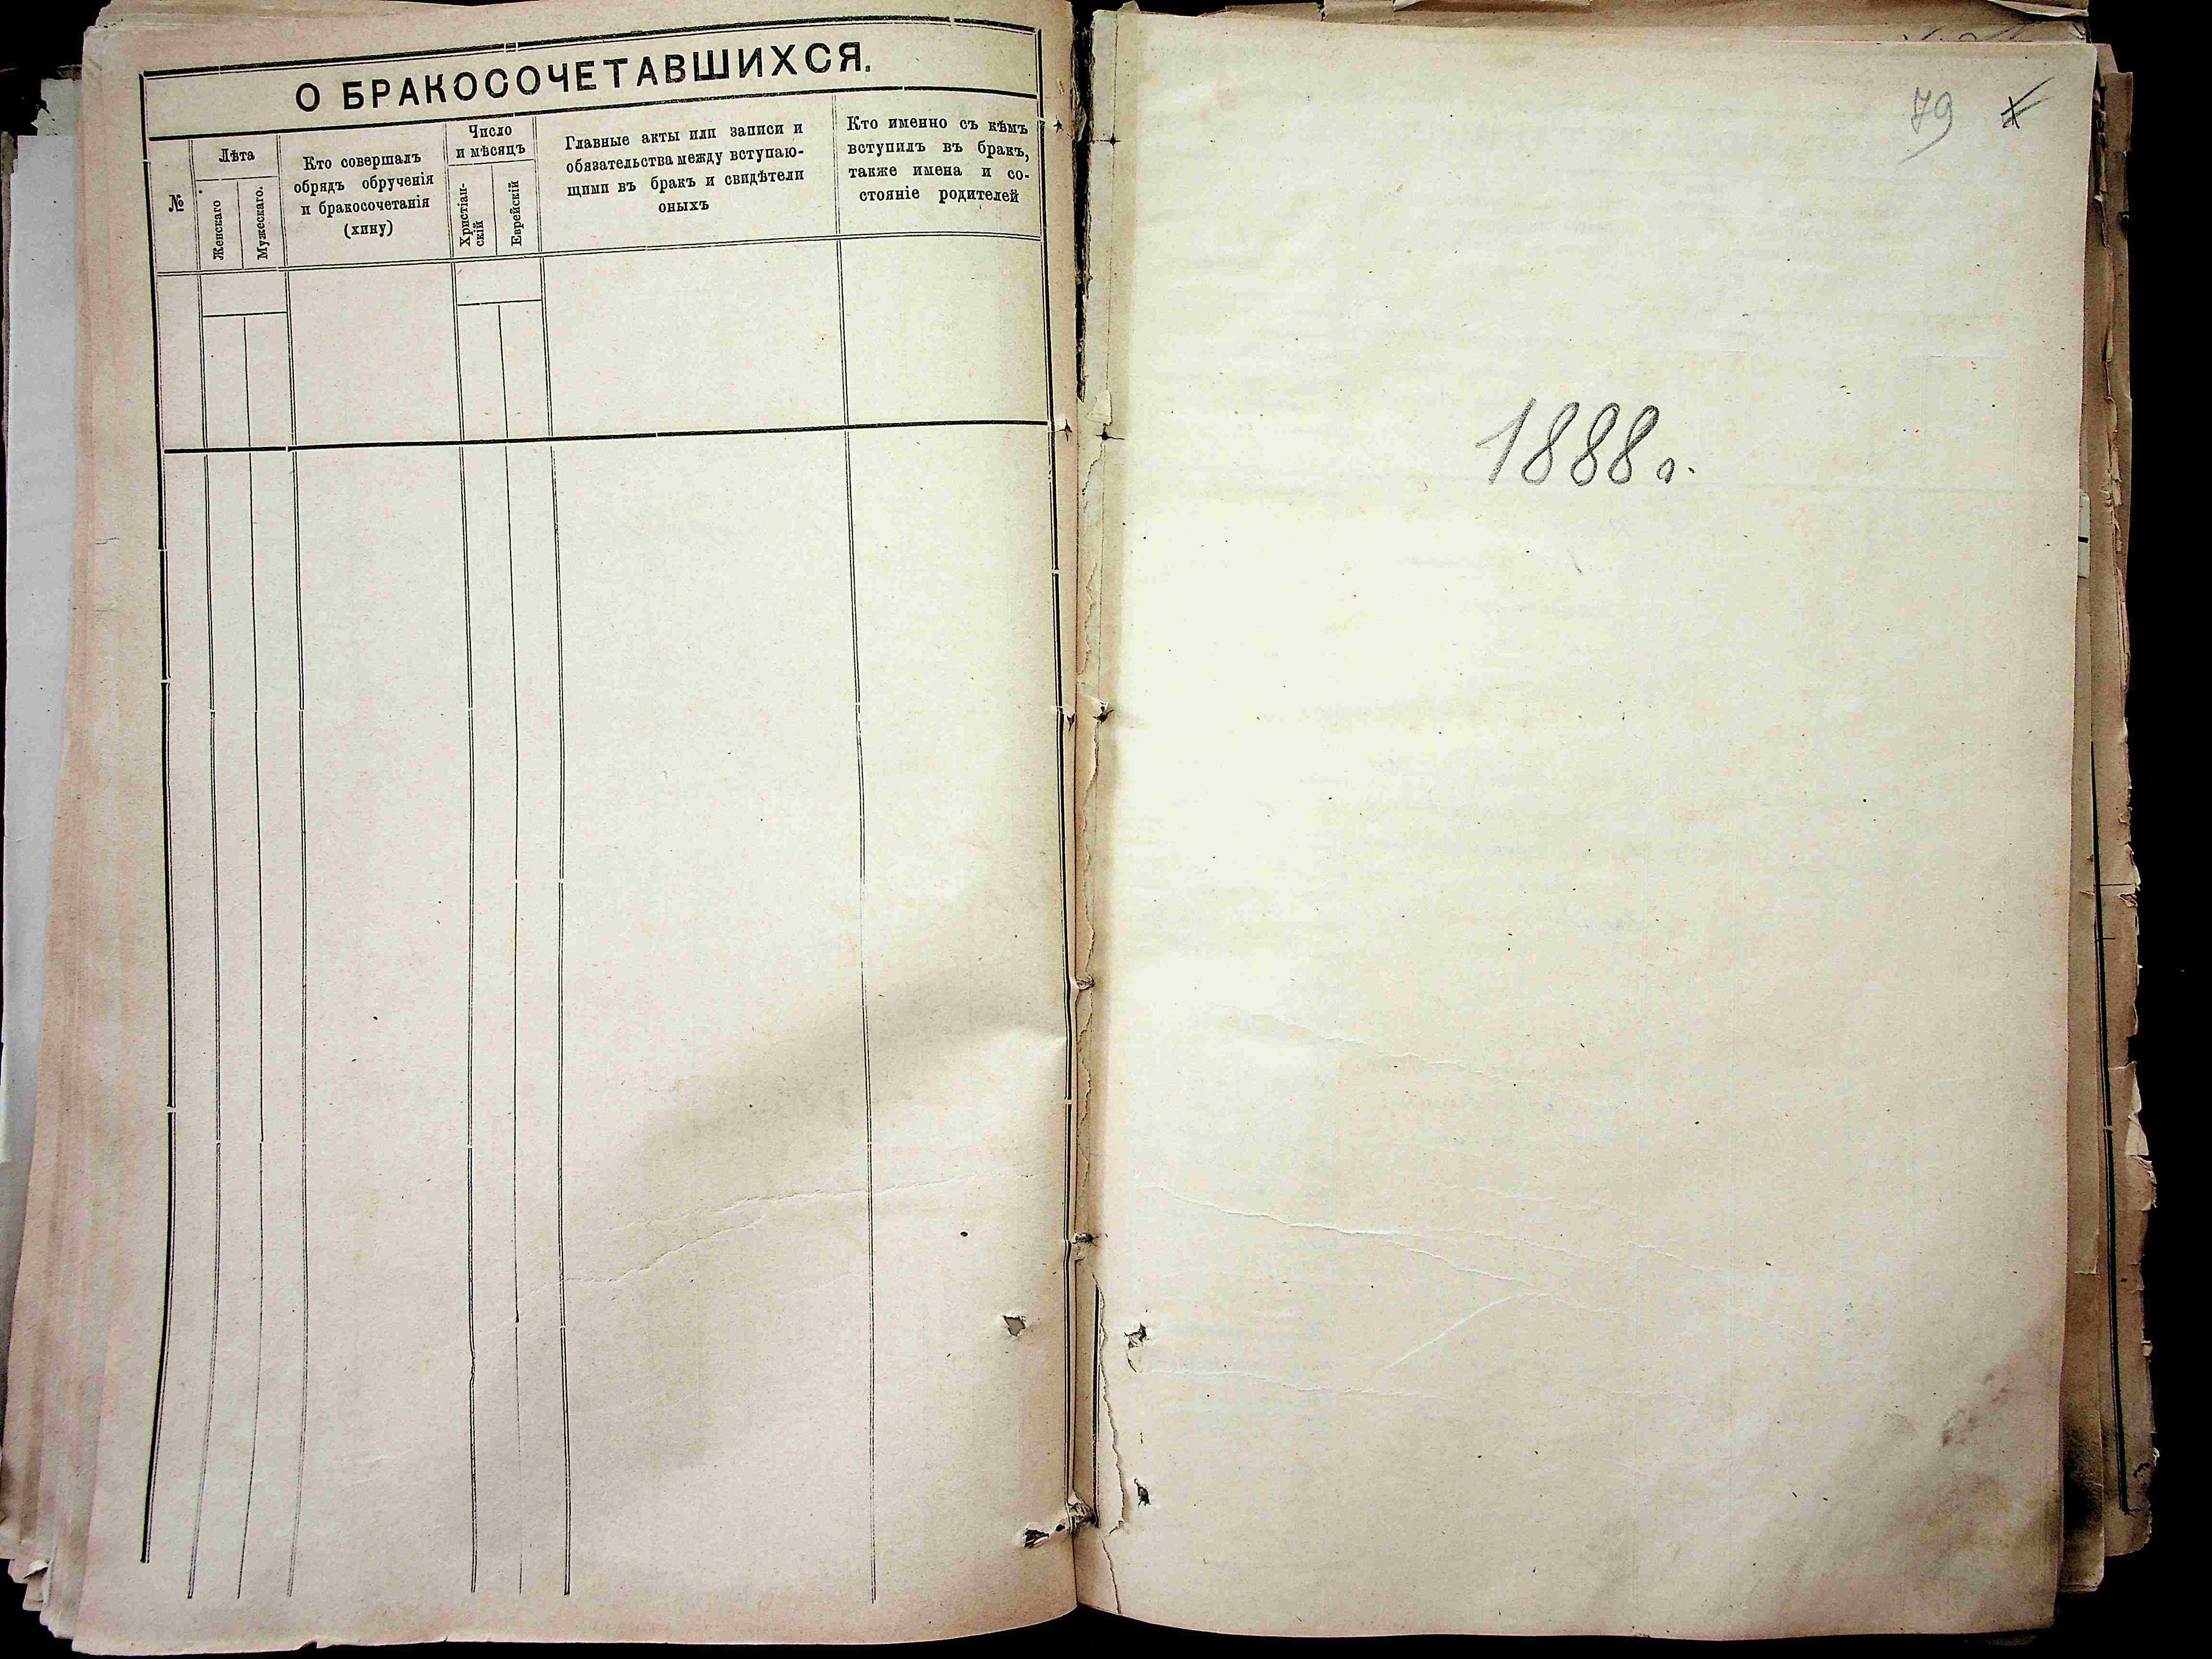 О БРАКОСОЧЕТАВШИХСЯ.
№
Лѣта
Женскаго
Мужескаго.
Кто совершалъ
обрядъ обрученія
и бракосочетанія
(хину)
Число
и мѣсяцъ
Христіан-
скій
Еврейскій
Главные акты или записи и
обязательства между вступаю-
щими въ бракъ и свидѣтели
оныхъ
Кто именно съ кѣмъ
вступилъ въ бракъ,
также имена и со-
стояніе родителей
79
1888 г.